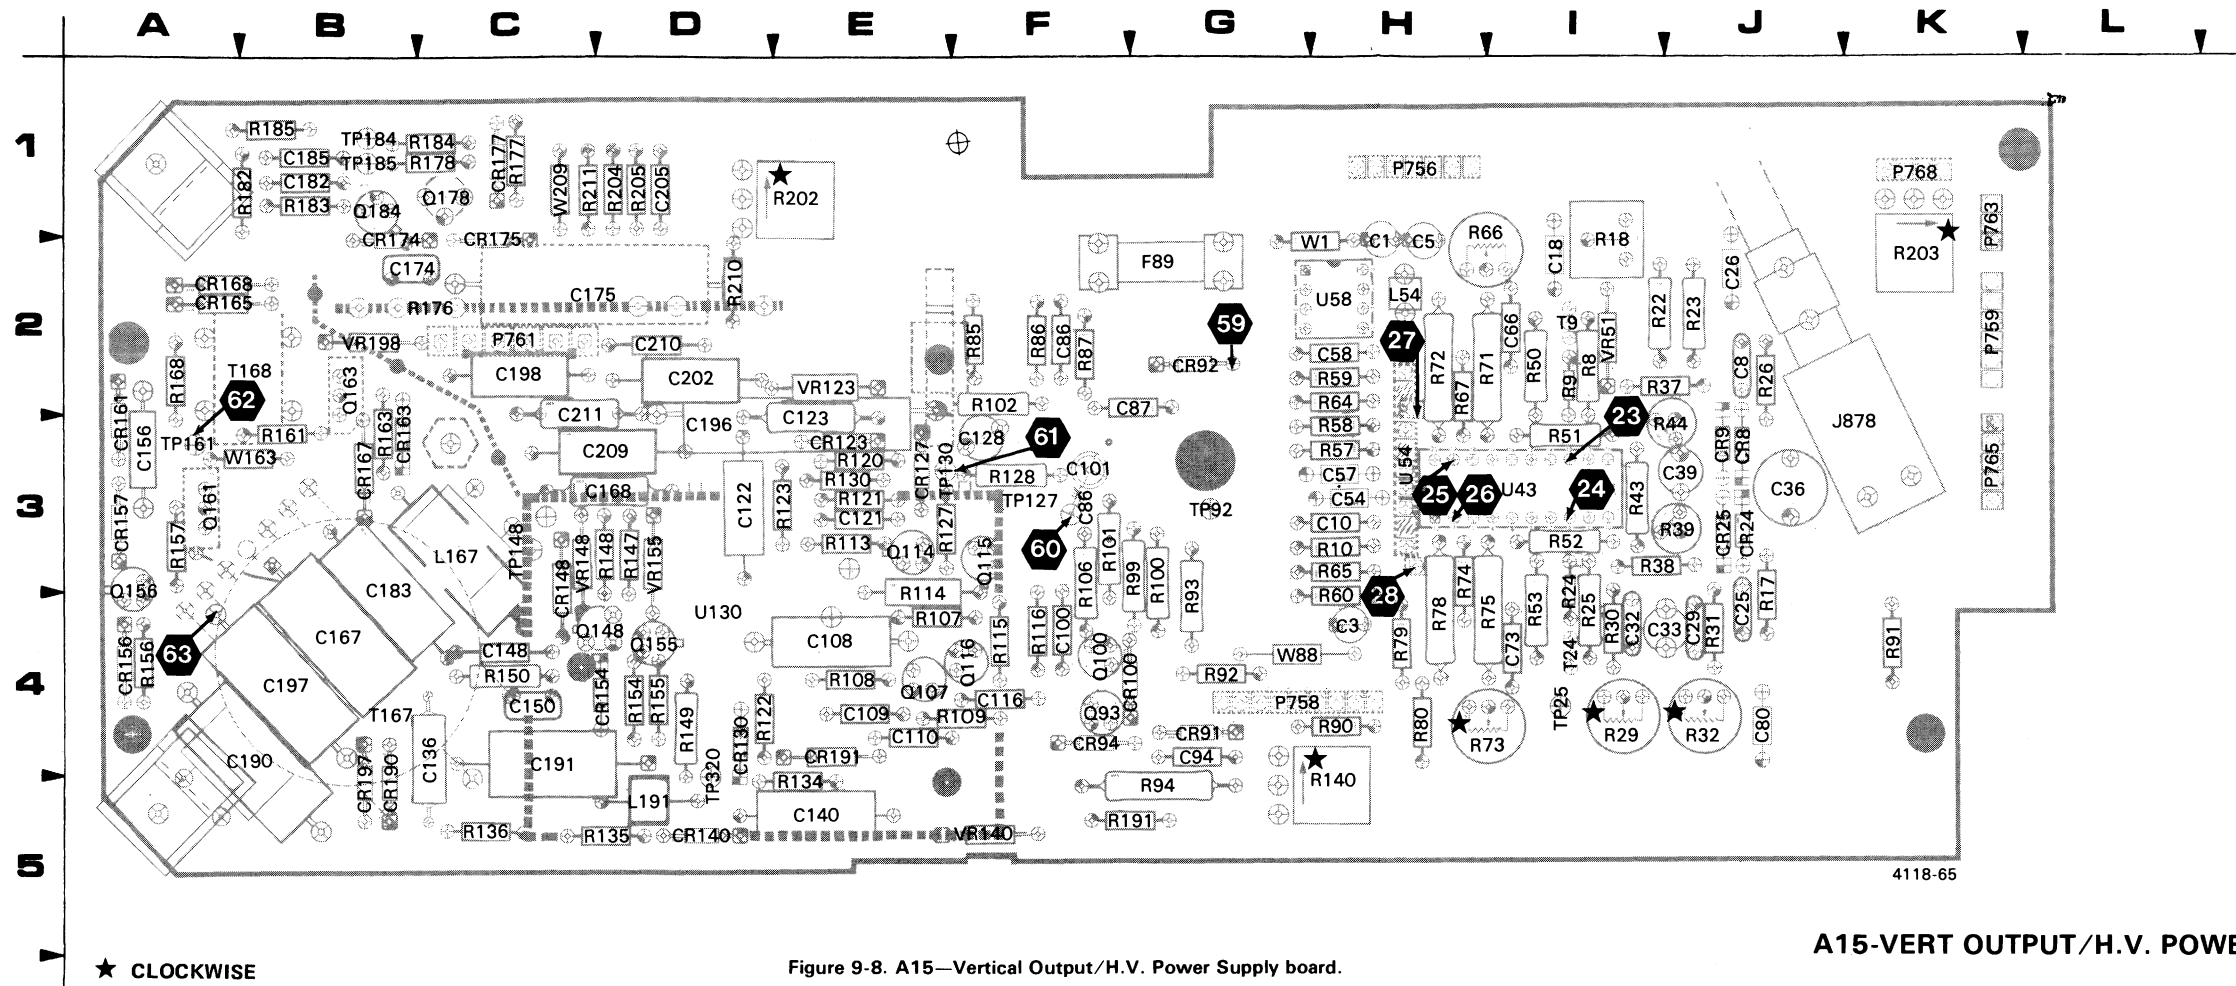 A B C D E F G H I J K L
1
R185 TP184 R184 CR177 R177
C185 TP185 R178 P756 P768
R182 C182 W209 R211 R204 R205 C205
R183 Q184 Q178 R202 P763
CR174 CR175 W1 C1 C5 R66 C18 R18 R203
C174 R210 F89 C26
CR168 C175 U58 L54
CR165 R176 R22 R23
2
59 T9 C66 VR51 P759
VR198 P761 C210 R85 R86 C86 R87 27 R72 R71 R50 R8
R168 T168 C198 C202 CR92 C58 C8 R26
62 Q163 VR123 R59 R67 R9 R37
CR161 C156 R163 CR163 C211 C196 C123 R102 C87 R64 23 R44 J878
TP161 R161 CR123 C128 61 R58 R51 CR9 CR8
W163 CR167 C209 R120 CR127 TP130 R57 U54
R130 R128 C101 C57 C39 P765
CR157 Q161 C168 C122 R123 R121 TP127 C86 TP92 C54 25 26 U43 24 R43 C36
R157 TP148 C121 R127 C10 R39 CR25 CR24
3
L167 VR148 R148 R147 VR155 R113 Q114 Q115 60 R101 R10 R52
Q156 C183 CR148 R114 R106 R99 R100 R93 R65 R74 R38
U130 R60 28 R78 R75 R53 R24 R25 R17
C167 R107 C25
63 CR156 R156 Q148 Q155 C108 R115 R116 C100 C3 R79 C73 R30 C32 C33 C29 R31 R91
C148 Q116 Q100 CR100 W88 T24
4
C197 R150 R108 Q107 R92
T167 C150 CR154 R154 R155 R149 R122 C109 R109 C116 Q93 P758 TP25
C136 C110 CR94 CR91 R90 R80 R73 R29 R32 C80
C190 C191 CR130 CR191 C94 R140
CR197 CR190 TP320 R134 R94
L191 C140
R136 R135 CR140 VR140 R191
5
4118-65
A15-VERT OUTPUT/H.V. POWE
★ CLOCKWISE
Figure 9-8. A15—Vertical Output/H.V. Power Supply board.